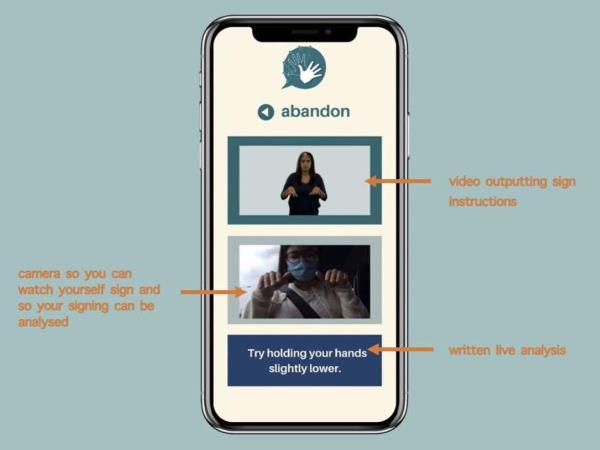 abandon
video outputting sign
instructions
camera so you can
watch yourself sign and
so your signing can be
analysed
Try holding your hands
slightly lower.
written live analysis